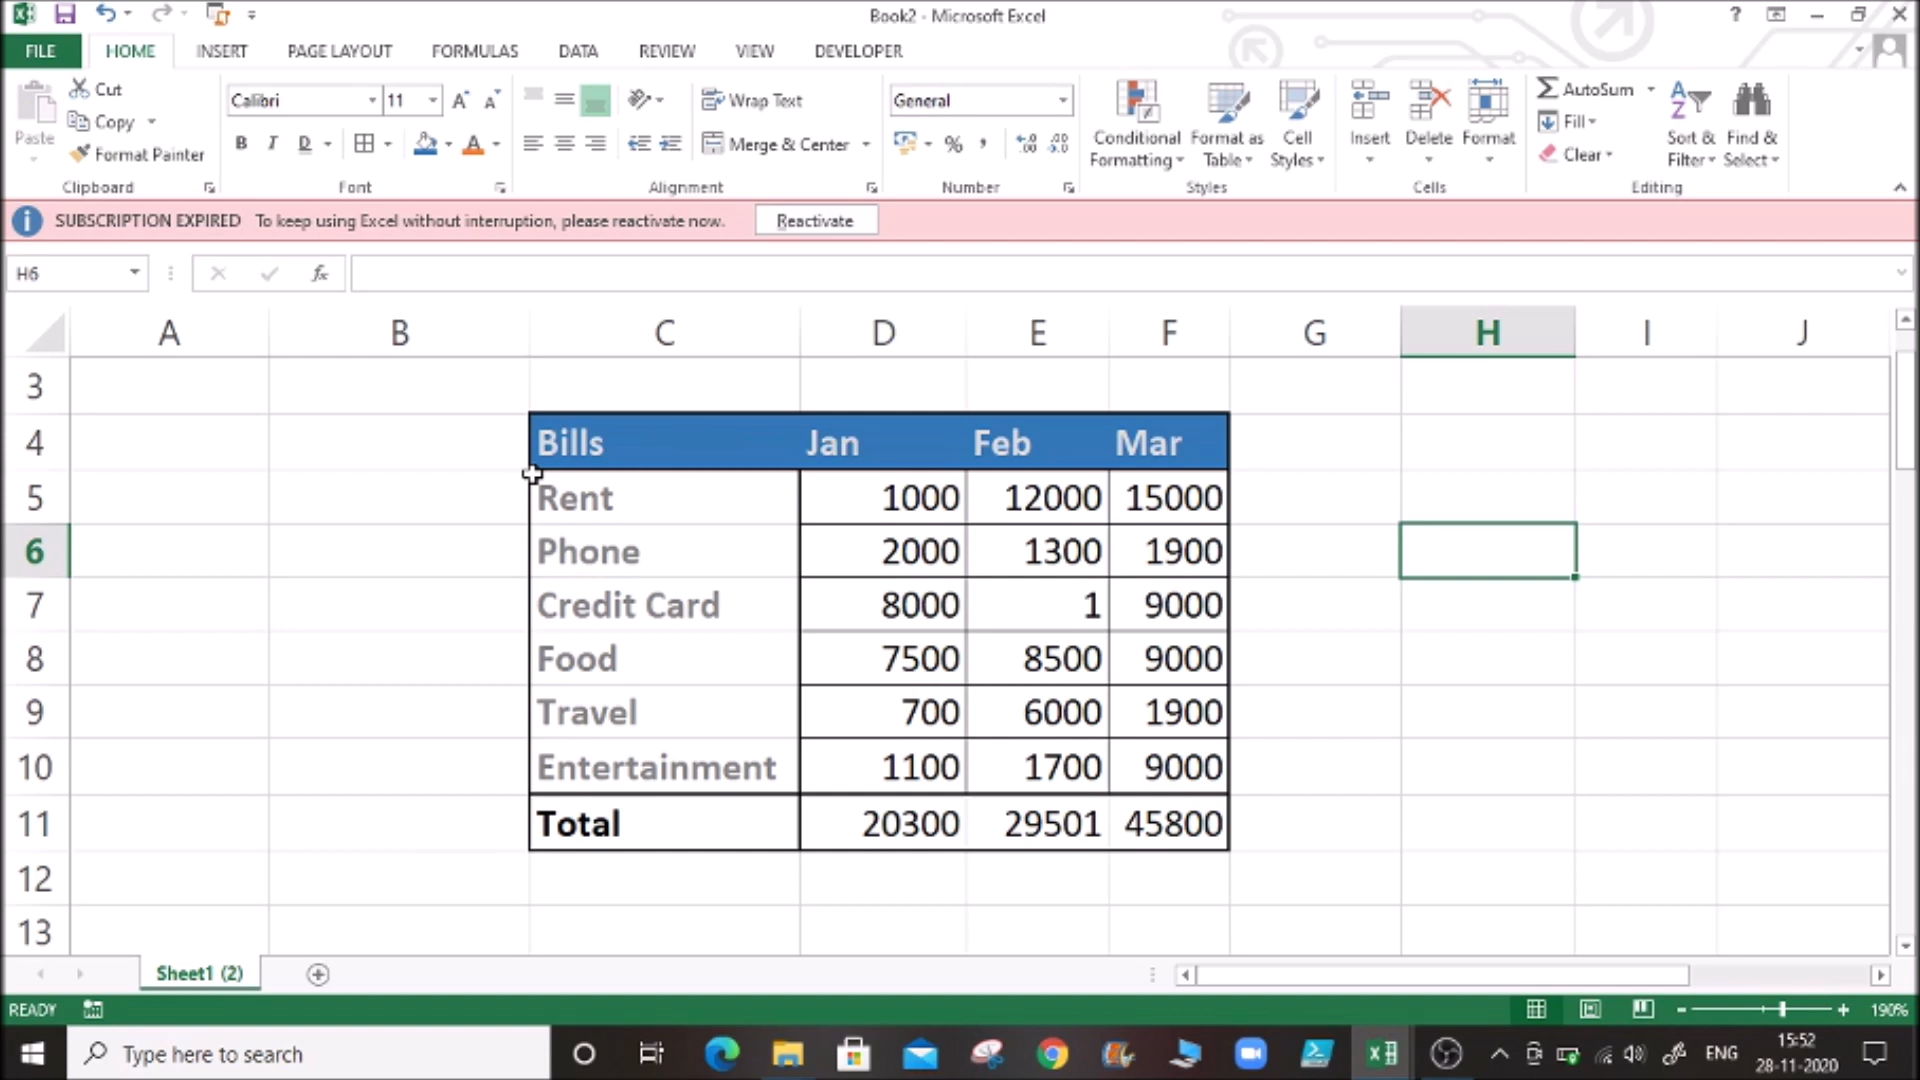 Book2 - Microsoft Excel
?
FILE HOME INSERT PAGE LAYOUT FORMULAS DATA REVIEW VIEW DEVELOPER
Paste
Cut
Copy
Format Painter
Clipboard
Calibri 11
B I D
Font
Wrap Text
Merge & Center
Alignment
General
%
Number
Conditional Formatting
Format as Table
Cell Styles
Styles
Insert
Delete
Format
Cells
AutoSum
Fill
Clear
Sort & Filter
Find & Select
Editing
SUBSCRIPTION EXPIRED To keep using Excel without interruption, please reactivate now. Reactivate
H6 fx
A B C D E F G H I J
3
4 Bills Jan Feb Mar
5 Rent 1000 12000 15000
6 Phone 2000 1300 1900
7 Credit Card 8000 1 9000
8 Food 7500 8500 9000
9 Travel 700 6000 1900
10 Entertainment 1100 1700 9000
11 Total 20300 29501 45800
12
13
Sheet1 (2)
READY 190%
Type here to search ENG 15:52
28-11-2020